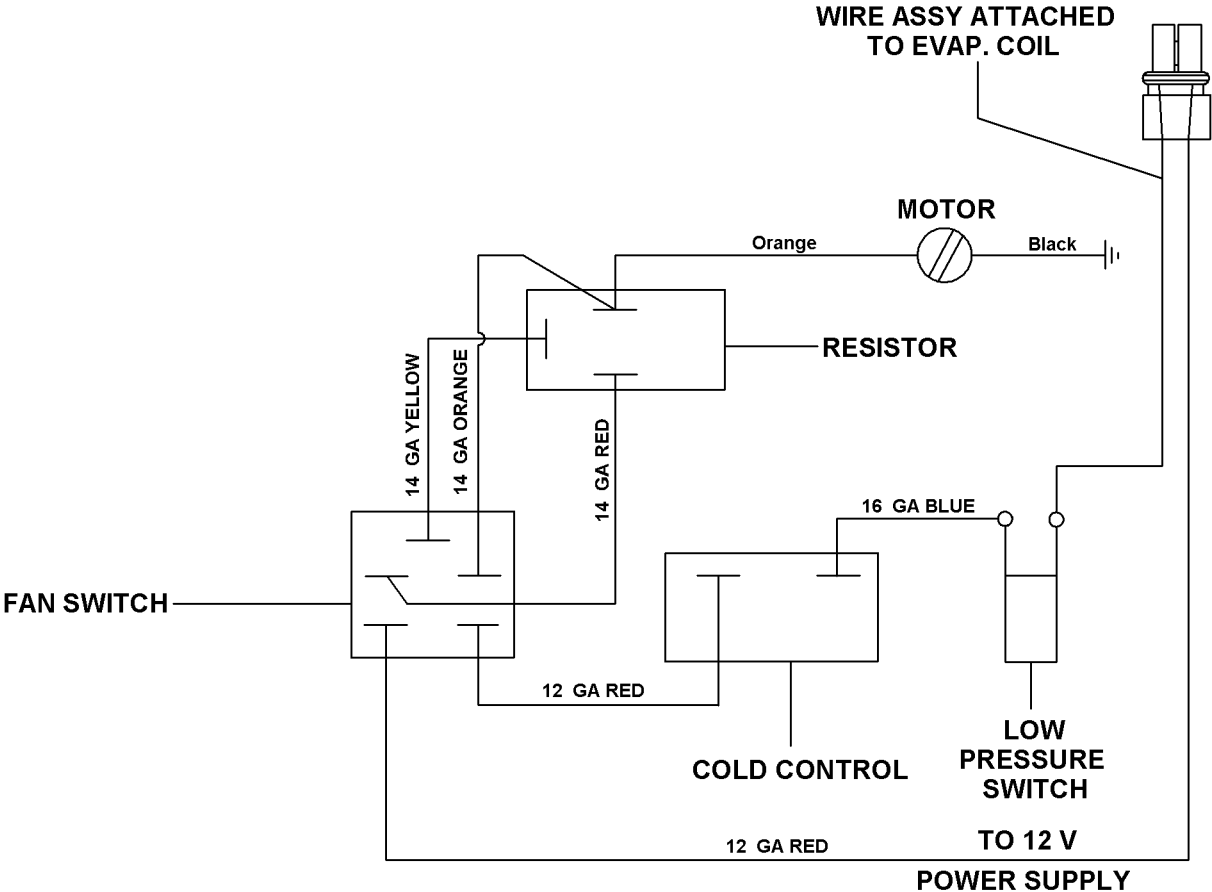 WIRE ASSY ATTACHED
TO EVAP. COIL
MOTOR
Orange
Black
RESISTOR
14 GA YELLOW
14 GA ORANGE
14 GA RED
16 GA BLUE
FAN SWITCH
12 GA RED
COLD CONTROL
LOW
PRESSURE
SWITCH
12 GA RED
TO 12 V
POWER SUPPLY